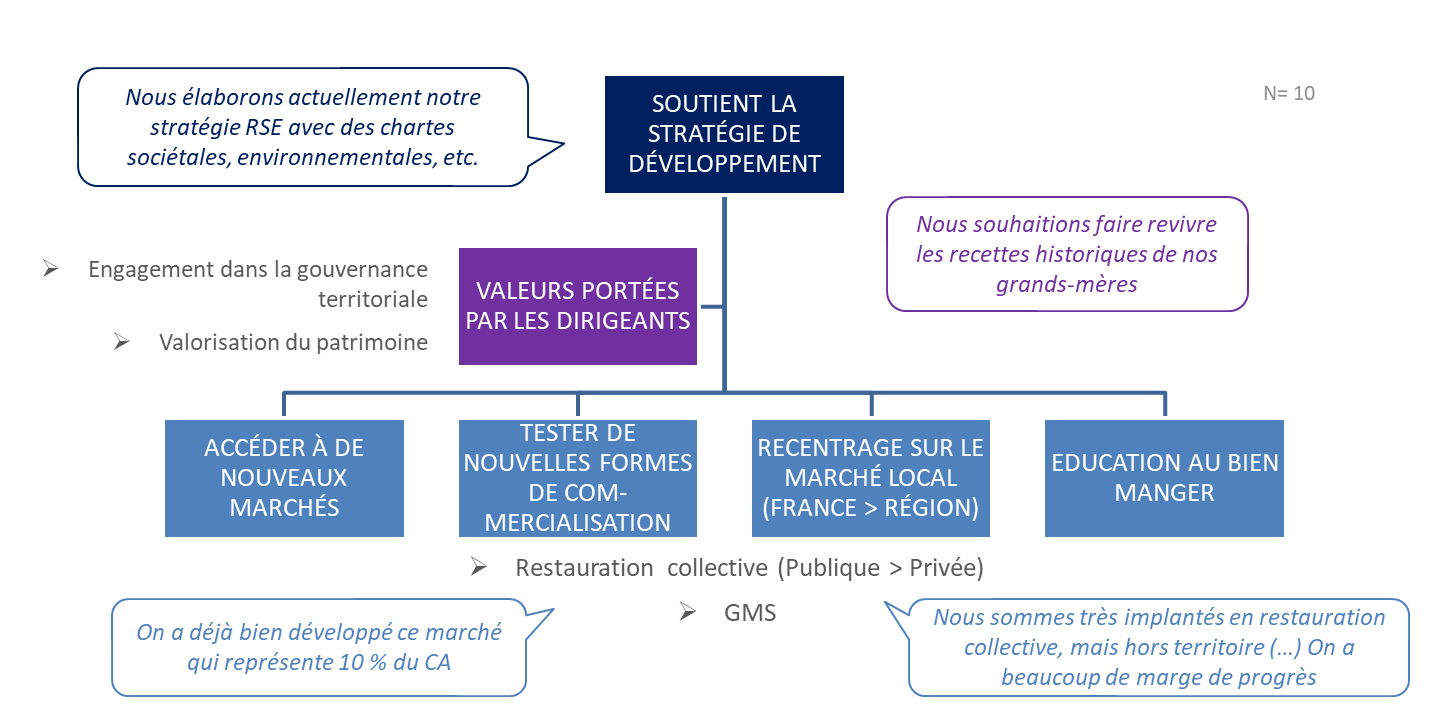 Nous élaborons actuellement notre
stratégie RSE avec des chartes
sociétales, environnementales, etc.
SOUTIENT LA
STRATÉGIE DE
DÉVELOPPEMENT
N= 10
Nous souhaitions faire revivre
les recettes historiques de nos
grands-mères
Engagement dans la gouvernance
territoriale
Valorisation du patrimoine
VALEURS PORTÉES
PAR LES DIRIGEANTS
ACCÉDER À DE
NOUVEAUX
MARCHÉS
TESTER DE
NOUVELLES FORMES
DE COM-
MERCIALISATION
RECENTRAGE SUR LE
MARCHÉ LOCAL
(FRANCE > RÉGION)
EDUCATION AU BIEN
MANGER
Restauration collective (Publique > Privée)
GMS
On a déjà bien développé ce marché
qui représente 10 % du CA
Nous sommes très implantés en restauration
collective, mais hors territoire (…) On a
beaucoup de marge de progrès